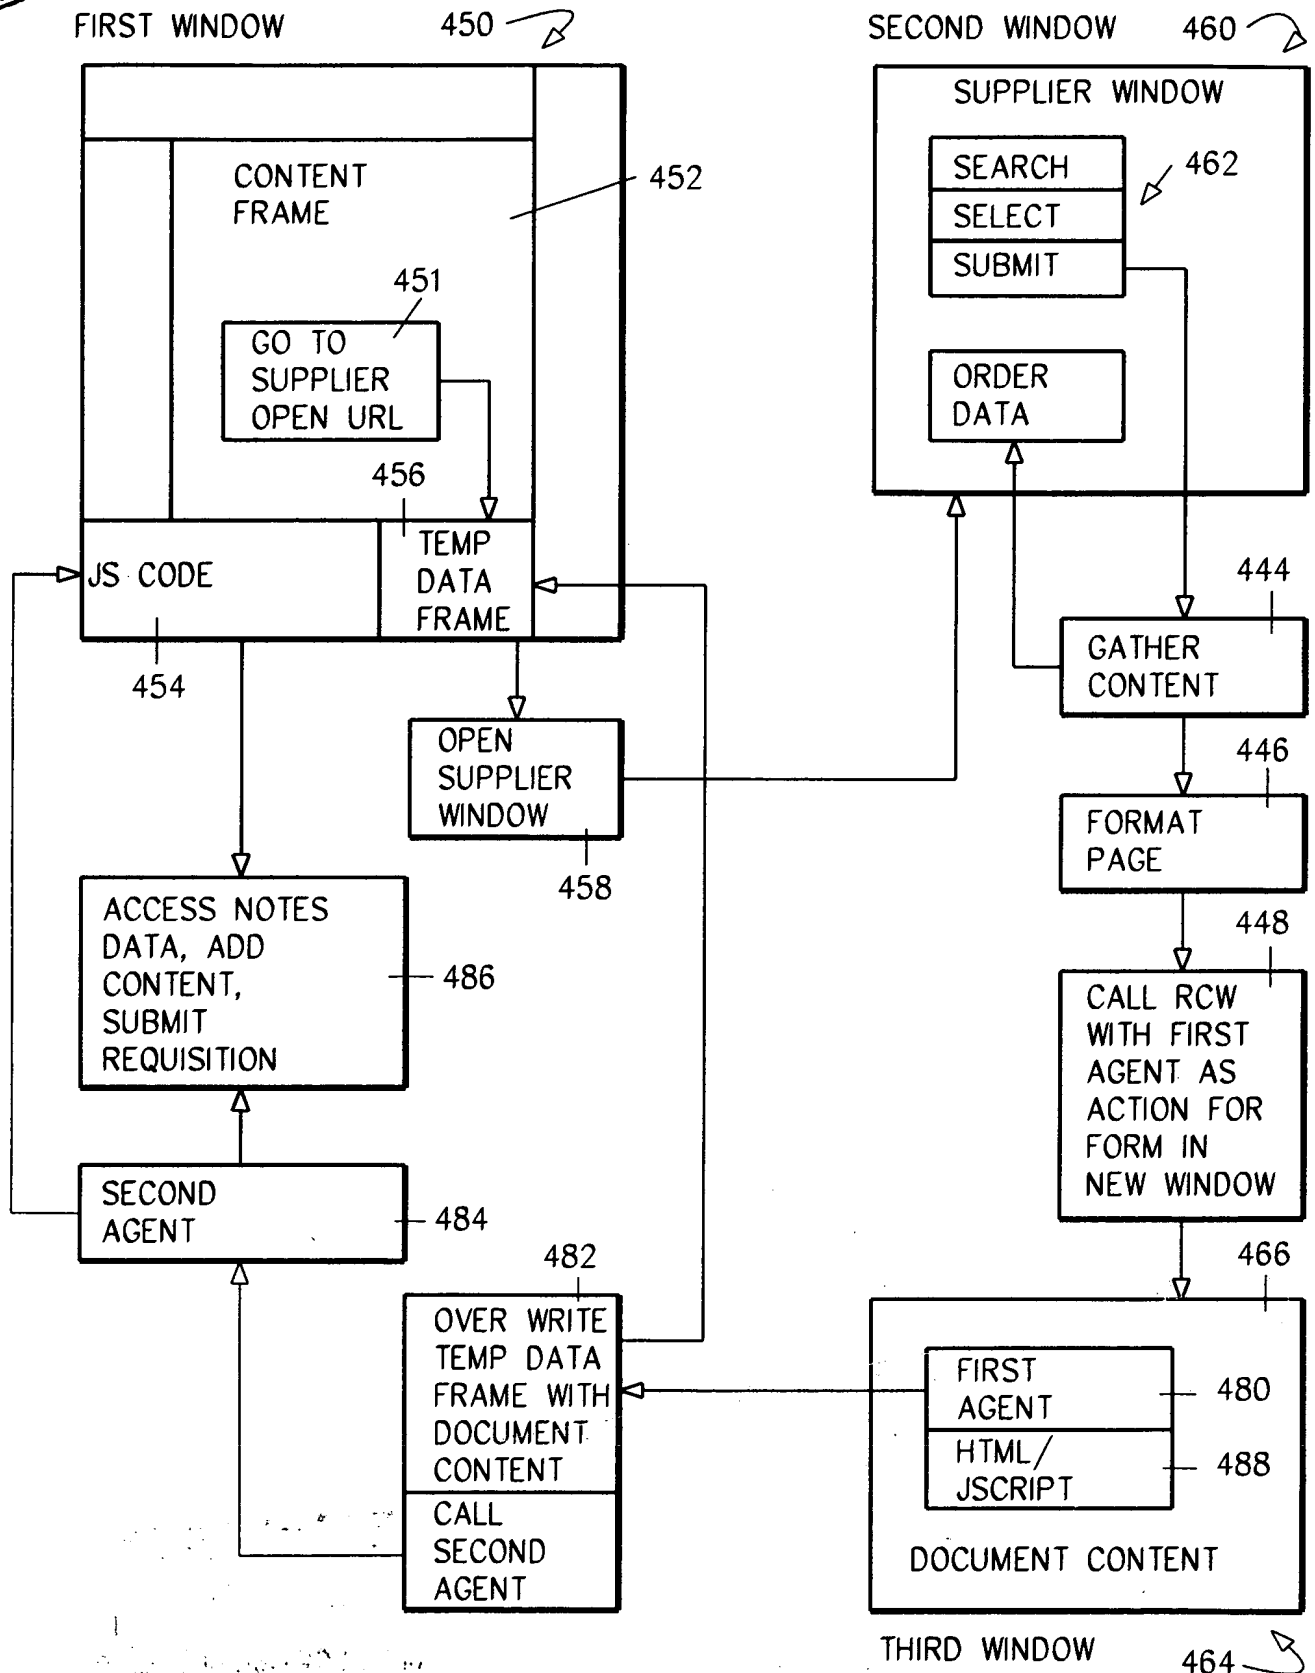 FIRST WINDOW 450
CONTENT
FRAME
452
451
GO TO
SUPPLIER
OPEN URL
456
TEMP
DATA
FRAME
JS CODE
454
OPEN
SUPPLIER
WINDOW
458
ACCESS NOTES
DATA, ADD
CONTENT,
SUBMIT
REQUISITION
486
SECOND
AGENT
484
482
OVER WRITE
TEMP DATA
FRAME WITH
DOCUMENT
CONTENT
CALL
SECOND
AGENT
SECOND WINDOW 460
SUPPLIER WINDOW
SEARCH
SELECT
SUBMIT
462
ORDER
DATA
444
GATHER
CONTENT
446
FORMAT
PAGE
448
CALL RCW
WITH FIRST
AGENT AS
ACTION FOR
FORM IN
NEW WINDOW
466
FIRST
AGENT
480
HTML/
JSCRIPT
488
DOCUMENT CONTENT
THIRD WINDOW
464